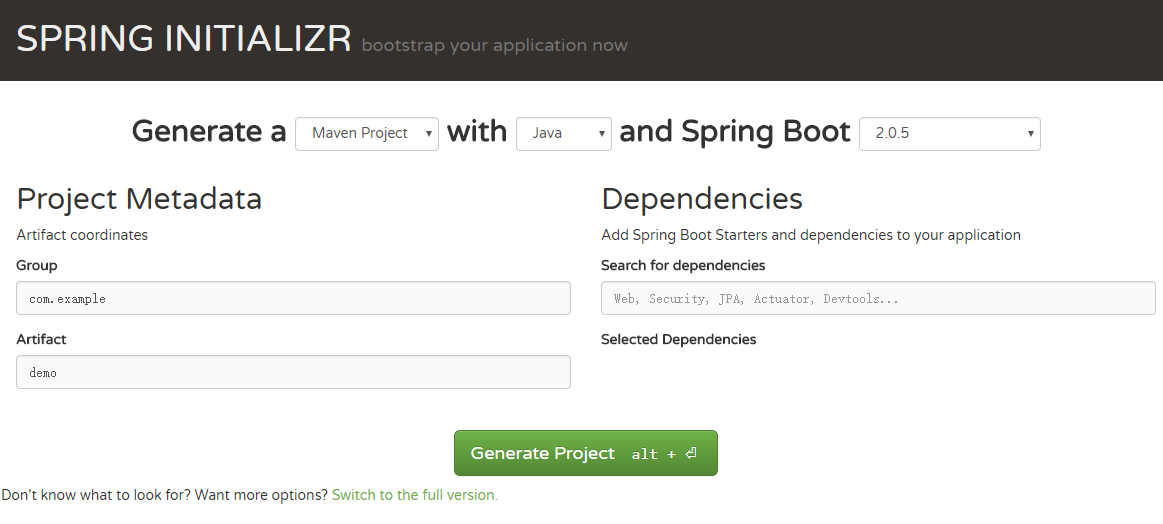 SPRING INITIALIZR bootstrap your application now
Generate a Maven Project with Java and Spring Boot 2.0.5
Project Metadata
Artifact coordinates
Group
com.example
Artifact
demo
Dependencies
Add Spring Boot Starters and dependencies to your application
Search for dependencies
Web, Security, JPA, Actuator, Devtools...
Selected Dependencies
Generate Project alt + ⏎
Don't know what to look for? Want more options? Switch to the full version.